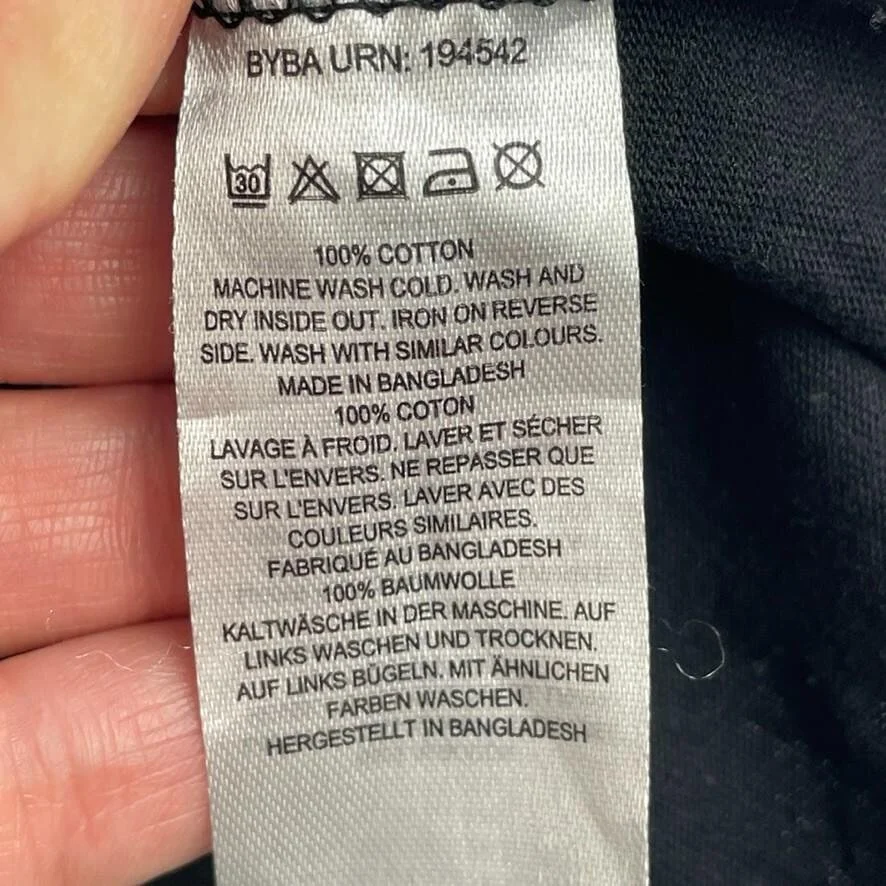 BYBA URN: 194542
30
100% COTTON
MACHINE WASH COLD. WASH AND
DRY INSIDE OUT. IRON ON REVERSE
SIDE. WASH WITH SIMILAR COLOURS.
MADE IN BANGLADESH
100% COTON
LAVAGE À FROID. LAVER ET SÉCHER
SUR L'ENVERS. NE REPASSER QUE
SUR L'ENVERS. LAVER AVEC DES
COULEURS SIMILAIRES.
FABRIQUÉ AU BANGLADESH
100% BAUMWOLLE
KALTWÄSCHE IN DER MASCHINE. AUF
LINKS WASCHEN UND TROCKNEN.
AUF LINKS BÜGELN. MIT ÄHNLICHEN
FARBEN WASCHEN.
HERGESTELLT IN BANGLADESH